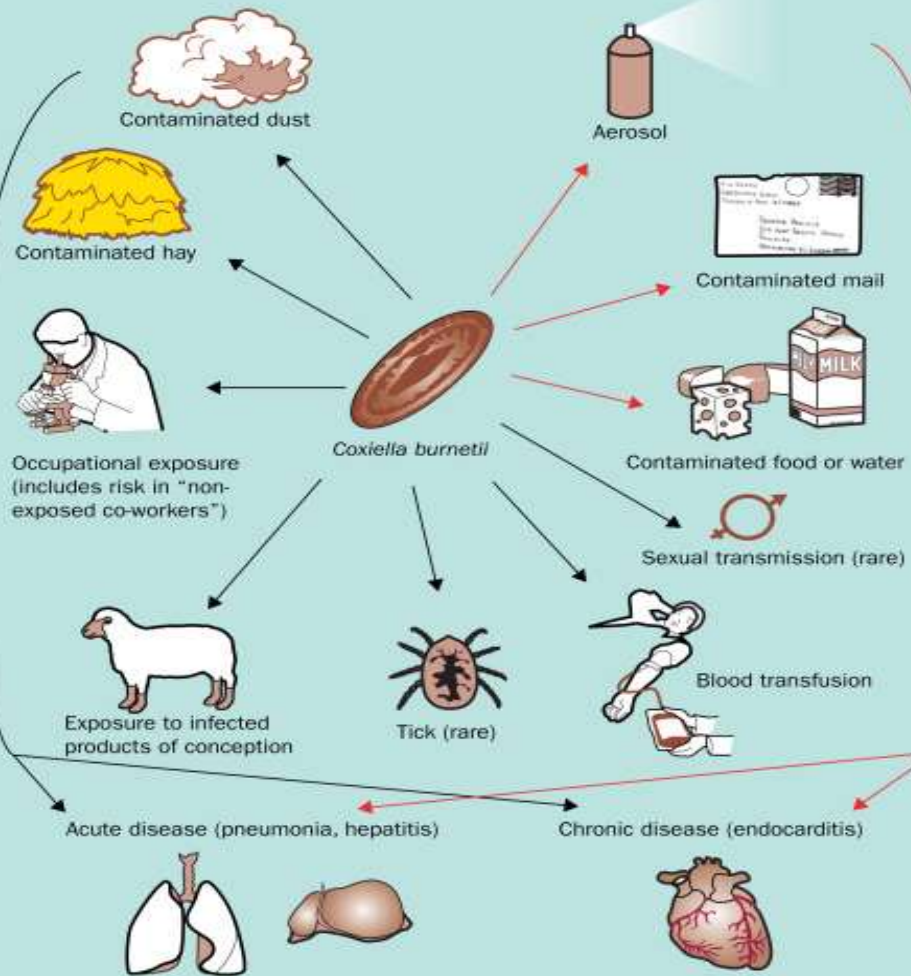 Contaminated dust
Aerosol
Contaminated hay
Contaminated mail
MILK
Coxiella burnetii
Occupational exposure
(includes risk in “non-
exposed co-workers”)
Contaminated food or water
Sexual transmission (rare)
Exposure to infected
products of conception
Tick (rare)
Blood transfusion
Acute disease (pneumonia, hepatitis)
Chronic disease (endocarditis)